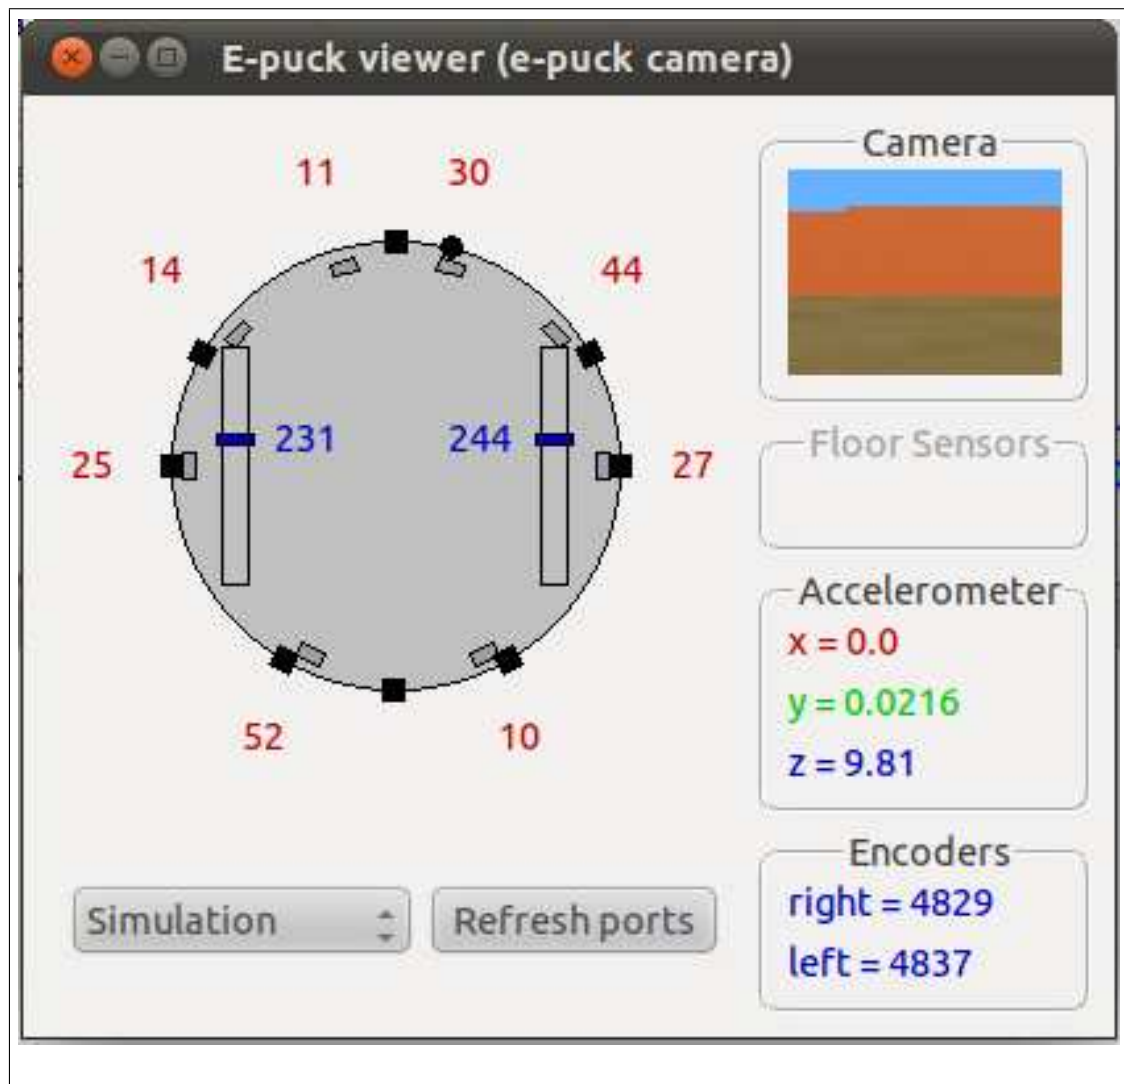 E-puck viewer (e-puck camera)
11 30
14 44
25 231 244 27
52 10
Simulation Refresh ports
Camera
Floor Sensors
Accelerometer
x = 0.0
y = 0.0216
z = 9.81
Encoders
right = 4829
left = 4837